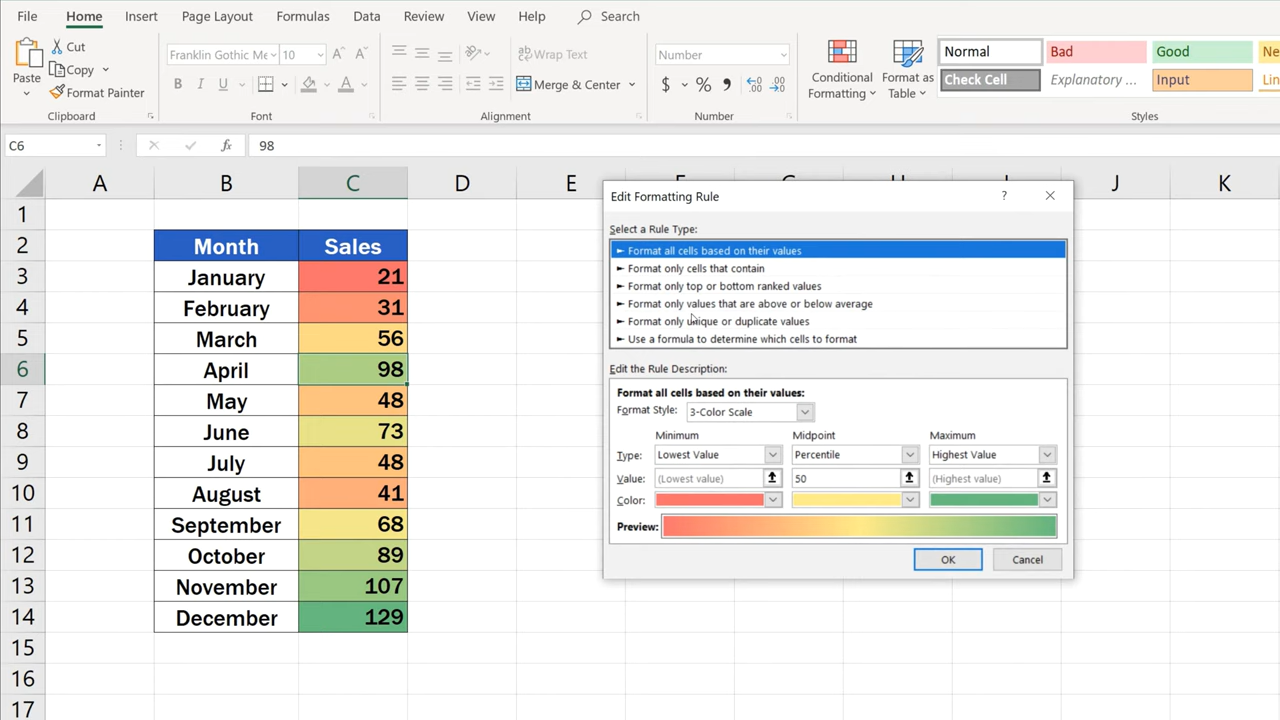 File Home Insert Page Layout Formulas Data Review View Help Search
Paste
Cut
Copy
Format Painter
Clipboard
Franklin Gothic Me 10
B I U A
Font
ab Wrap Text
Merge & Center
Alignment
Number
$ % 9
Number
Conditional Formatting
Format as Table
Normal Bad Good Ne
Check Cell Explanatory ... Input Lin
Styles
C6 fx 98
A B C D E F G H I J K
1
2 Month Sales
3 January 21
4 February 31
5 March 56
6 April 98
7 May 48
8 June 73
9 July 48
10 August 41
11 September 68
12 October 89
13 November 107
14 December 129
15
16
17
Edit Formatting Rule ?
Select a Rule Type:
► Format all cells based on their values
► Format only cells that contain
► Format only top or bottom ranked values
► Format only values that are above or below average
► Format only unique or duplicate values
► Use a formula to determine which cells to format
Edit the Rule Description:
Format all cells based on their values:
Format Style: 3-Color Scale
Minimum Midpoint Maximum
Type: Lowest Value Percentile Highest Value
Value: (Lowest value) 50 (Highest value)
Color:
Preview:
OK Cancel